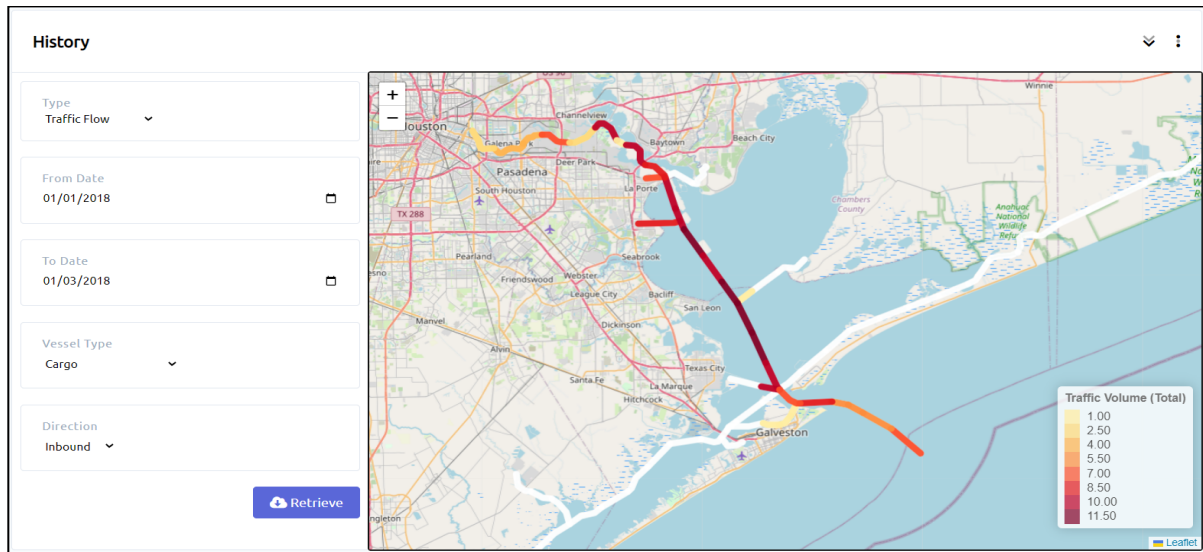 History
Type
Traffic Flow
From Date
01/01/2018
To Date
01/03/2018
Vessel Type
Cargo
Direction
Inbound
Retrieve
+
−
Winnie
Channelview
Houston
Galena Park
Baytown
Beach City
Deer Park
Pasadena
South Houston
La Porte
TX 288
Chambers
County
Anahuac
National
Wildlife
Pearland
Seabrook
Friendswood
Webster
League City
Bacliff
San Leon
Manvel
Dickinson
Alvin
Texas City
Santa Fe
La Marque
Hitchcock
Galveston
Traffic Volume (Total)
1.00
2.50
4.00
5.50
7.00
8.50
10.00
11.50
Leaflet